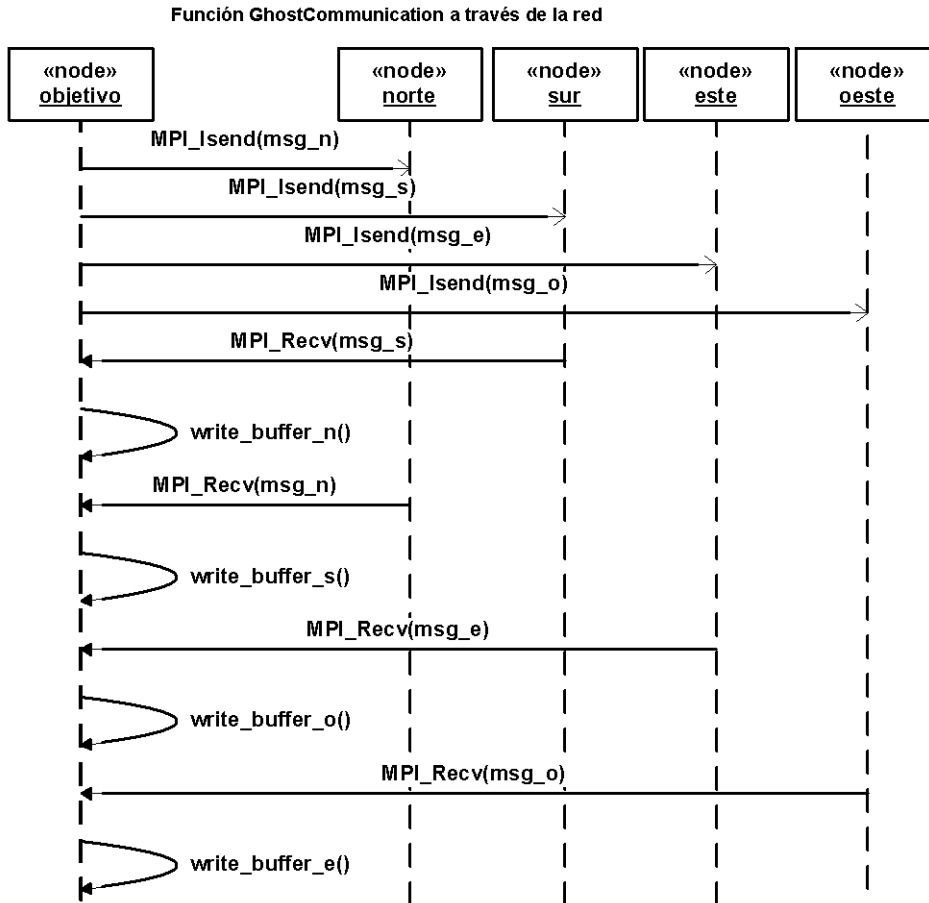 Función GhostCommunication a través de la red
«node» «node» «node» «node» «node»
objetivo norte sur este oeste
MPI_Isend(msg_n)
MPI_Isend(msg_s)
MPI_Isend(msg_e)
MPI_Isend(msg_o)
MPI_Recv(msg_s)
write_buffer_n()
MPI_Recv(msg_n)
write_buffer_s()
MPI_Recv(msg_e)
write_buffer_o()
MPI_Recv(msg_o)
write_buffer_e()